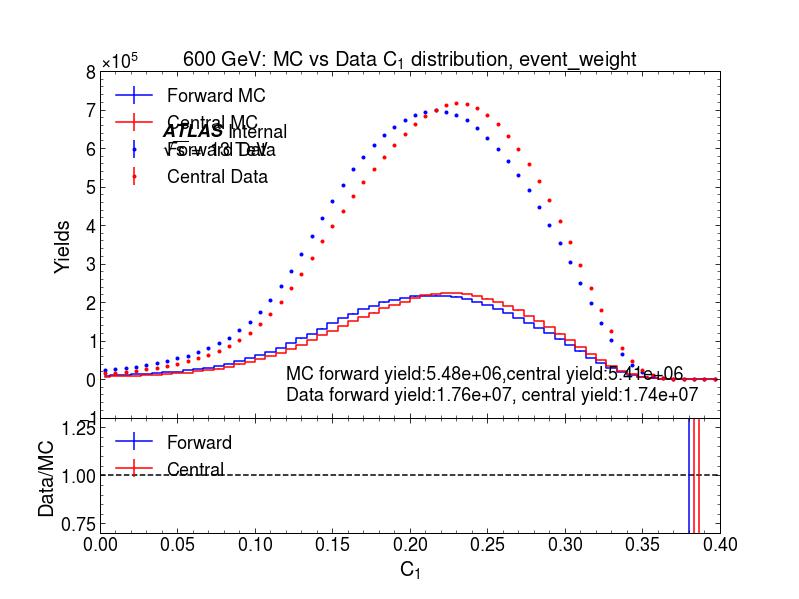 600 GeV: MC vs Data C₁ distribution, event_weight
×10⁵
8
7
6
5
4
3
2
1
0
−1
Yields
Forward MC
Central MC
ATLAS Internal
√s = 13 TeV
Forward Data
Central Data
MC forward yield:5.48e+06,central yield:5.41e+06
Data forward yield:1.76e+07, central yield:1.74e+07
1.25
1.00
0.75
Data/MC
Forward
Central
0.00 0.05 0.10 0.15 0.20 0.25 0.30 0.35 0.40
C₁